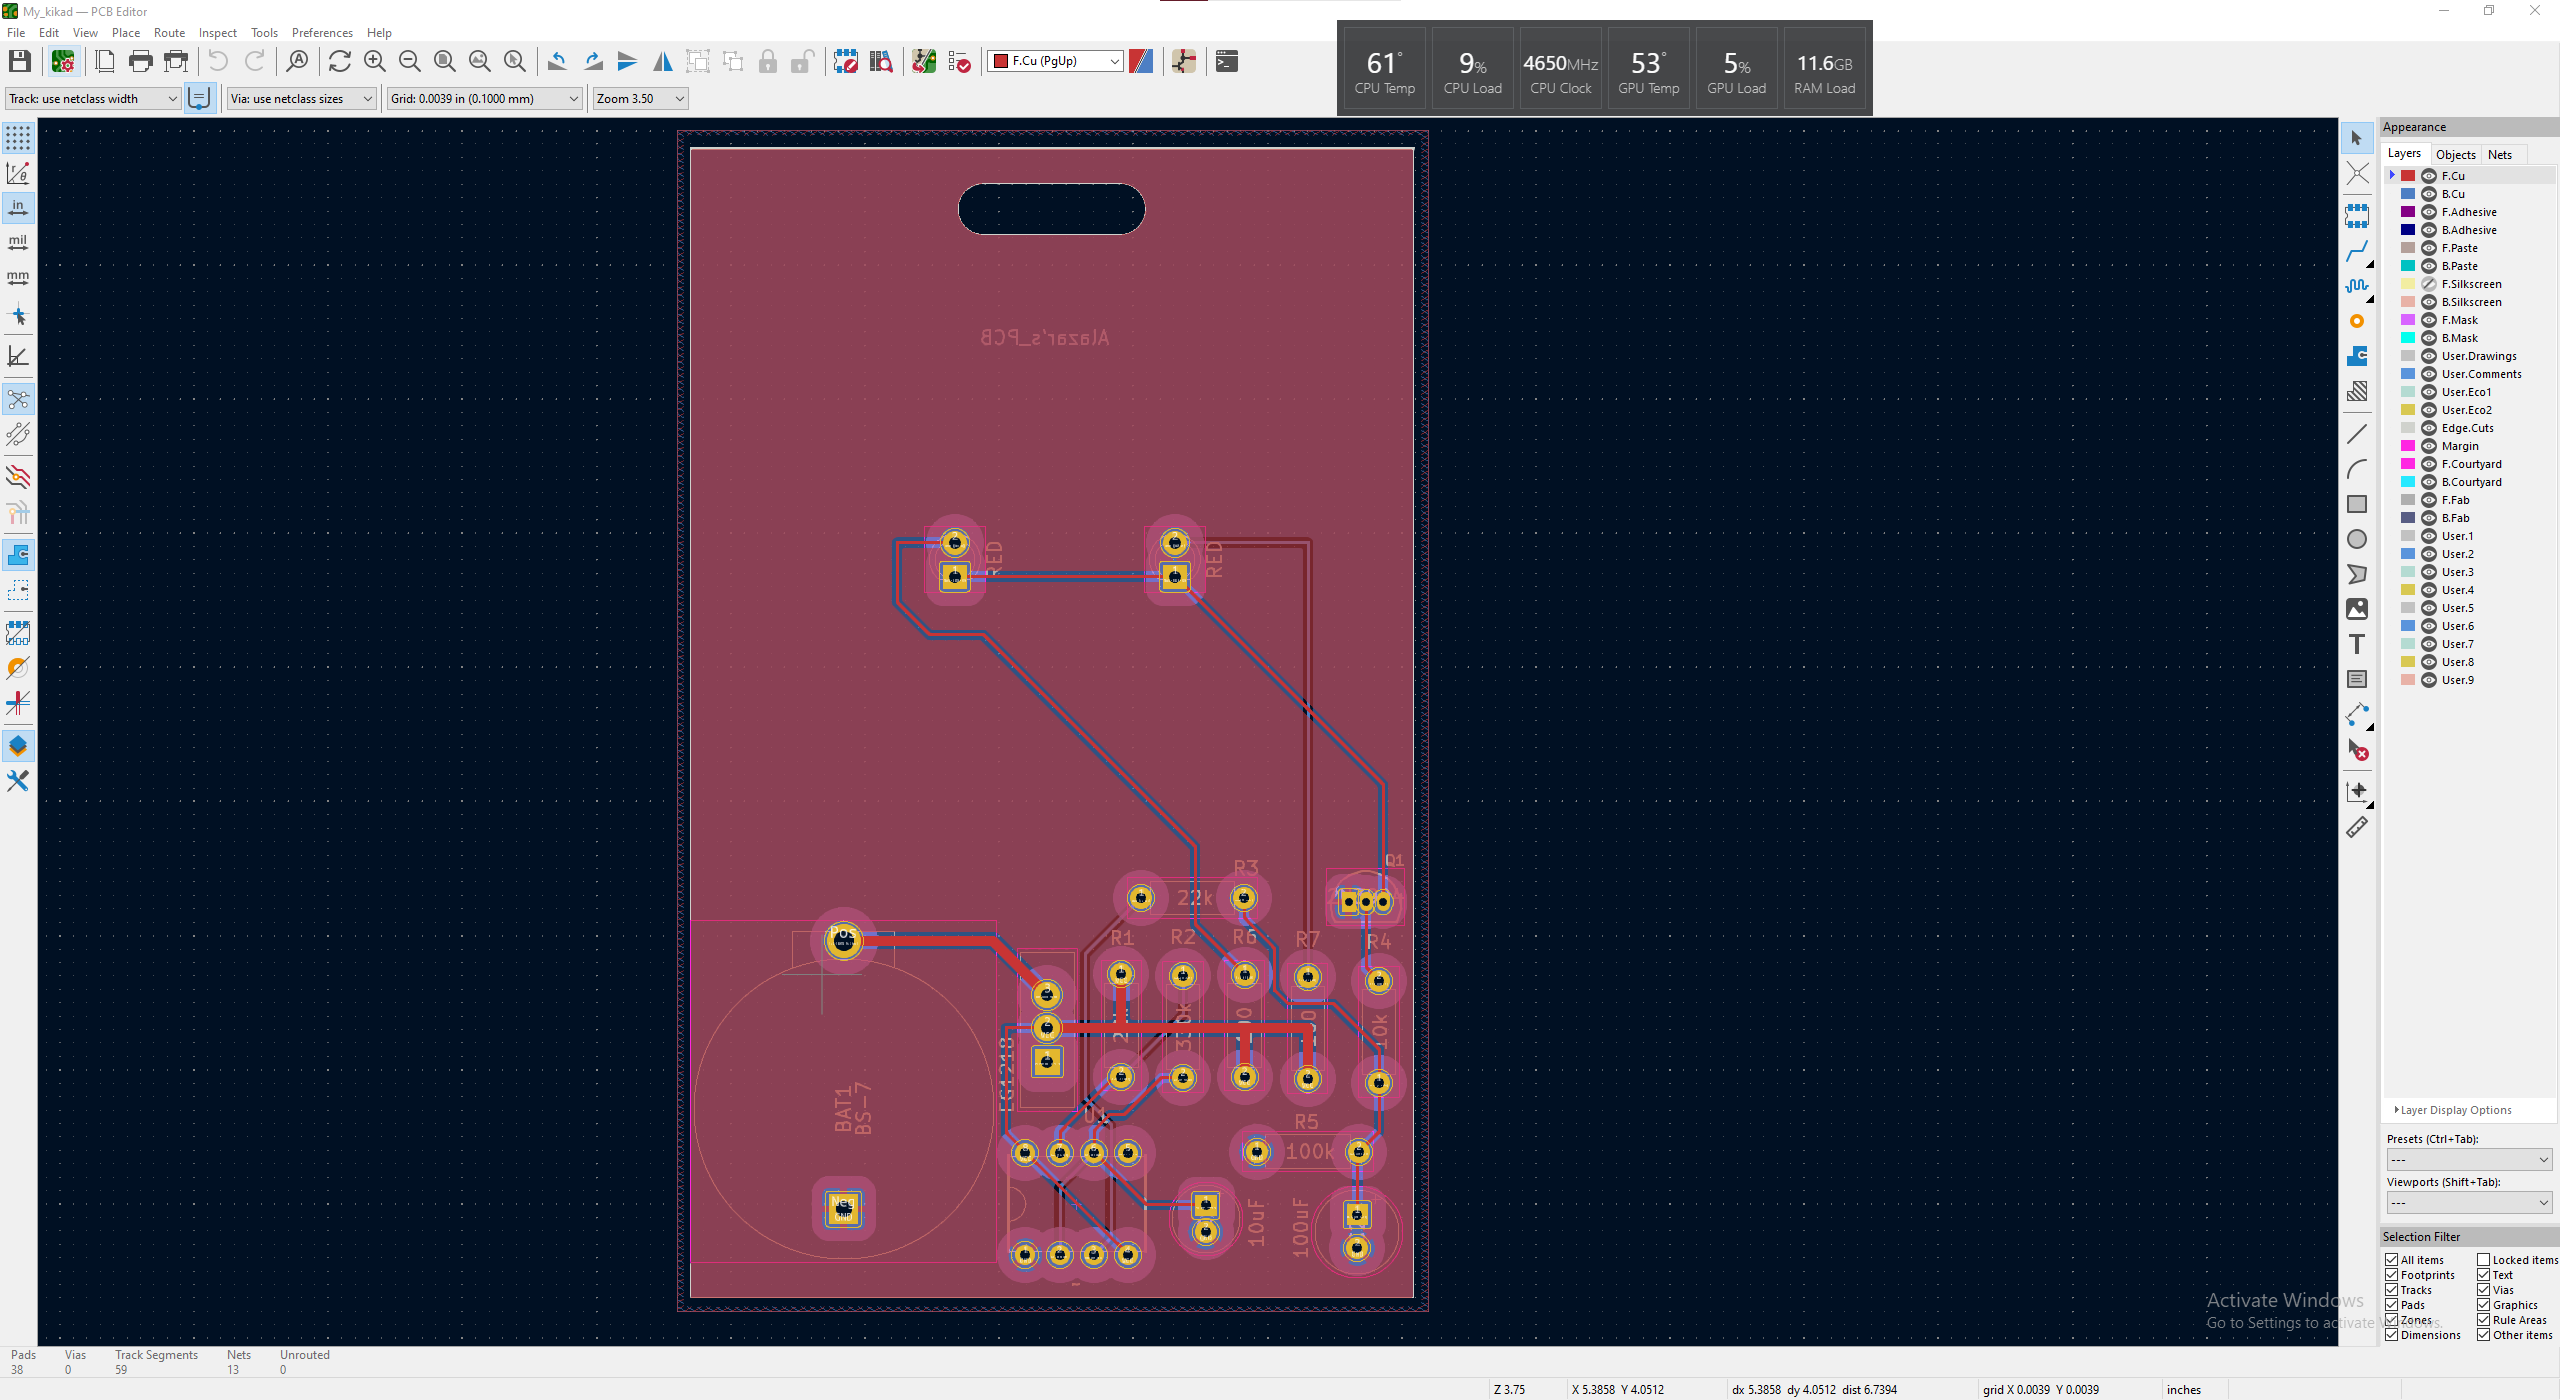 My_kikad — PCB Editor
File Edit View Place Route Inspect Tools Preferences Help
F.Cu (PgUp)
61° 9% 4650MHz 53° 5% 11.6GB
CPU Temp CPU Load CPU Clock GPU Temp GPU Load RAM Load
Track: use netclass width Via: use netclass sizes Grid: 0.0039 in (0.1000 mm) Zoom 3.50
in
mil
mm
Appearance
Layers Objects Nets
F.Cu
B.Cu
F.Adhesive
B.Adhesive
F.Paste
B.Paste
F.Silkscreen
B.Silkscreen
F.Mask
B.Mask
User.Drawings
User.Comments
User.Eco1
User.Eco2
Edge.Cuts
Margin
F.Courtyard
B.Courtyard
F.Fab
B.Fab
User.1
User.2
User.3
User.4
User.5
User.6
User.7
User.8
User.9
Alazar's_PCB
RED
RED
R3
22k
Q1
Pos
R1 R2 R6 R7 R4
10k
EG1218
BAT1
BS-7
U1
R5
100k
Neg
GND
10uF
100uF
Layer Display Options
Presets (Ctrl+Tab):
---
Viewports (Shift+Tab):
---
Selection Filter
All items Locked items
Footprints Text
Tracks Vias
Pads Graphics
Zones Rule Areas
Dimensions Other items
Activate Windows
Go to Settings to activate Windows.
Pads Vias Track Segments Nets Unrouted
38 0 59 13 0
Z 3.75 X 5.3858 Y 4.0512 dx 5.3858 dy 4.0512 dist 6.7394 grid X 0.0039 Y 0.0039 inches